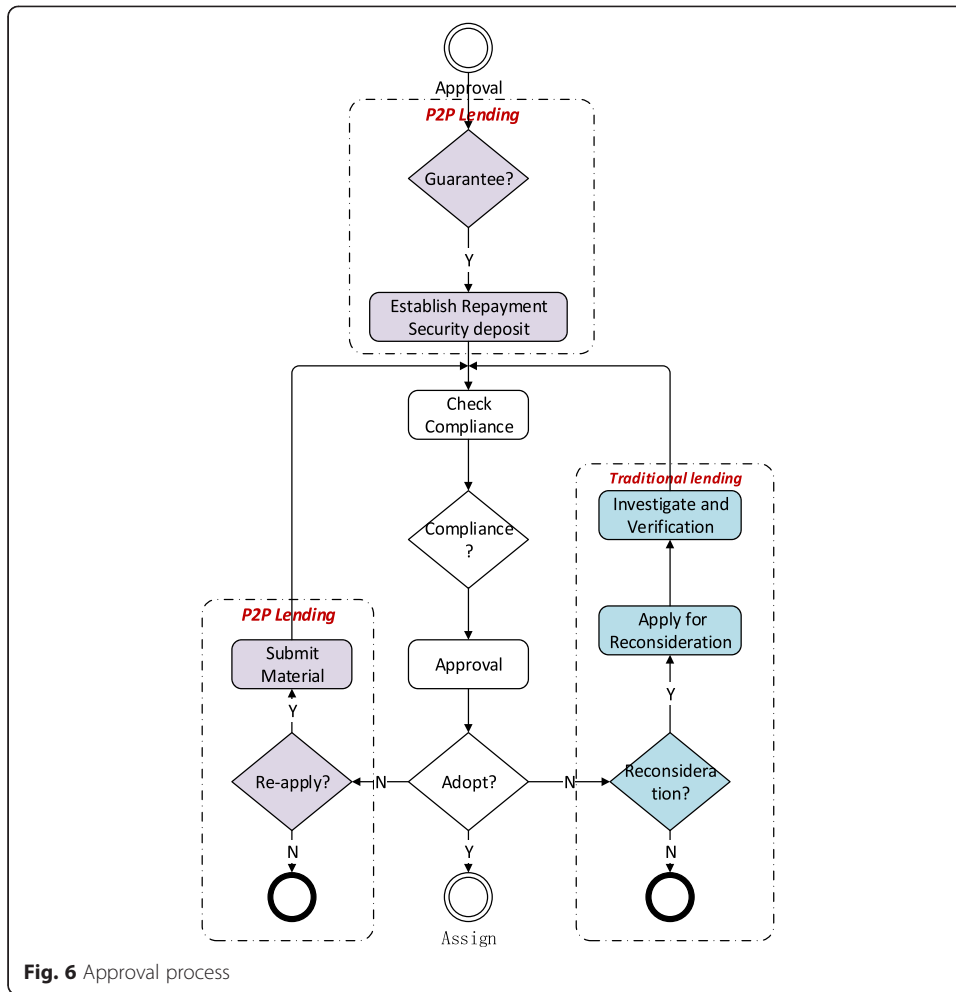 Approval
P2P Lending
Guarantee?
Y
Establish Repayment
Security deposit
Check
Compliance
Compliance
?
Traditional lending
Investigate and
Verification
Apply for
Reconsideration
P2P Lending
Submit
Material
Approval
Y
Y
Re-apply?
N
Adopt?
N
Reconsidera
tion?
N
Y
N
Assign
Fig. 6 Approval process